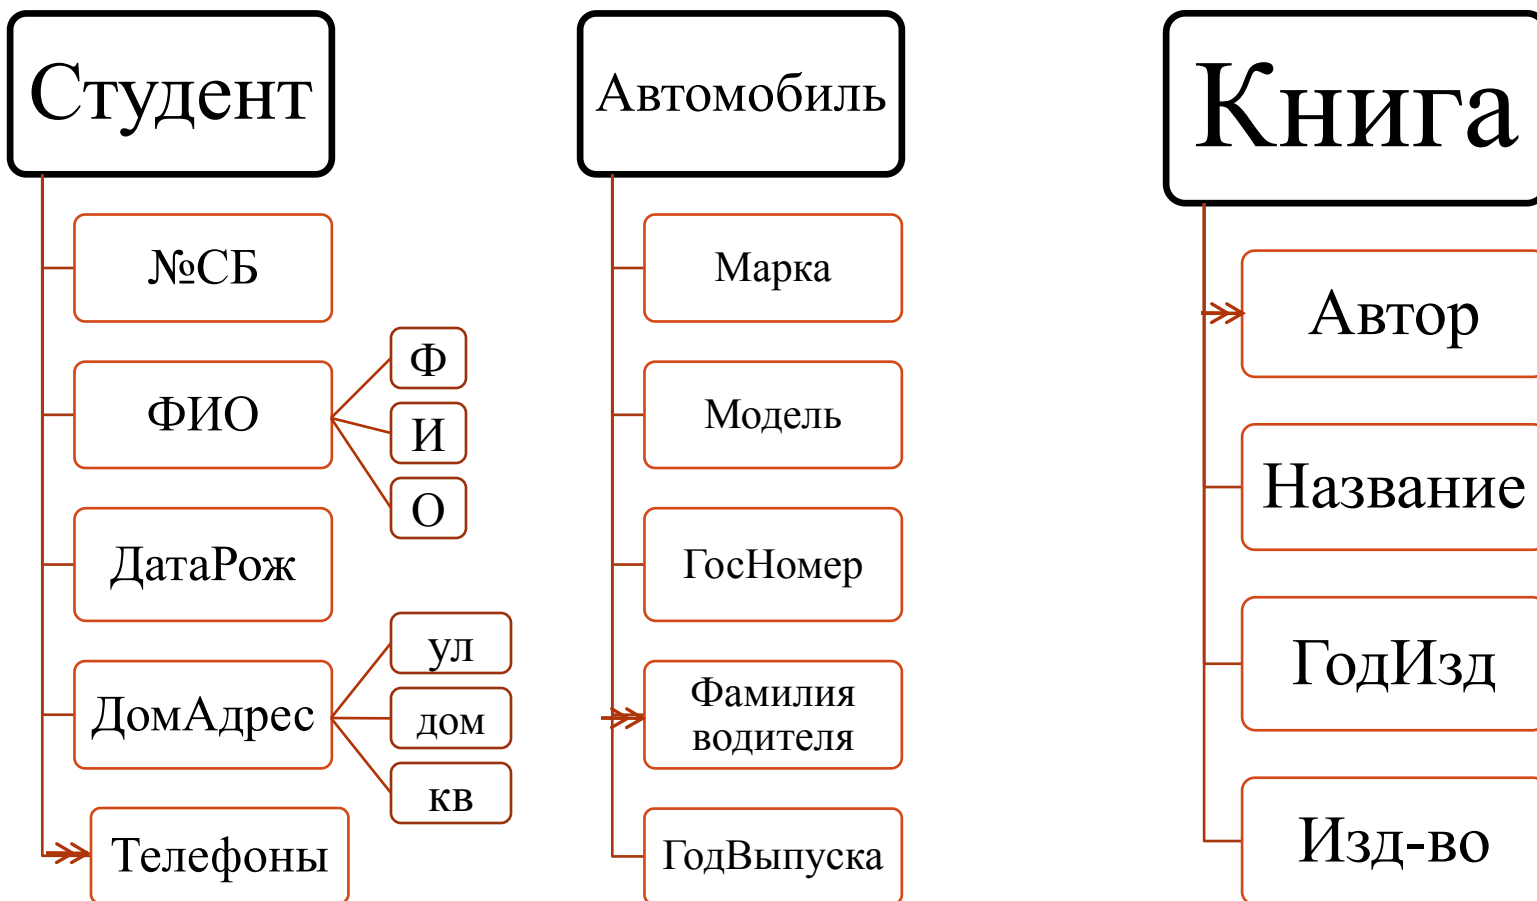 Студент
№СБ
ФИО
Ф
И
О
ДатаРож
ДомАдрес
ул
дом
кв
Телефоны
Автомобиль
Марка
Модель
ГосНомер
Фамилия
водителя
ГодВыпуска
Книга
Автор
Название
ГодИзд
Изд-во